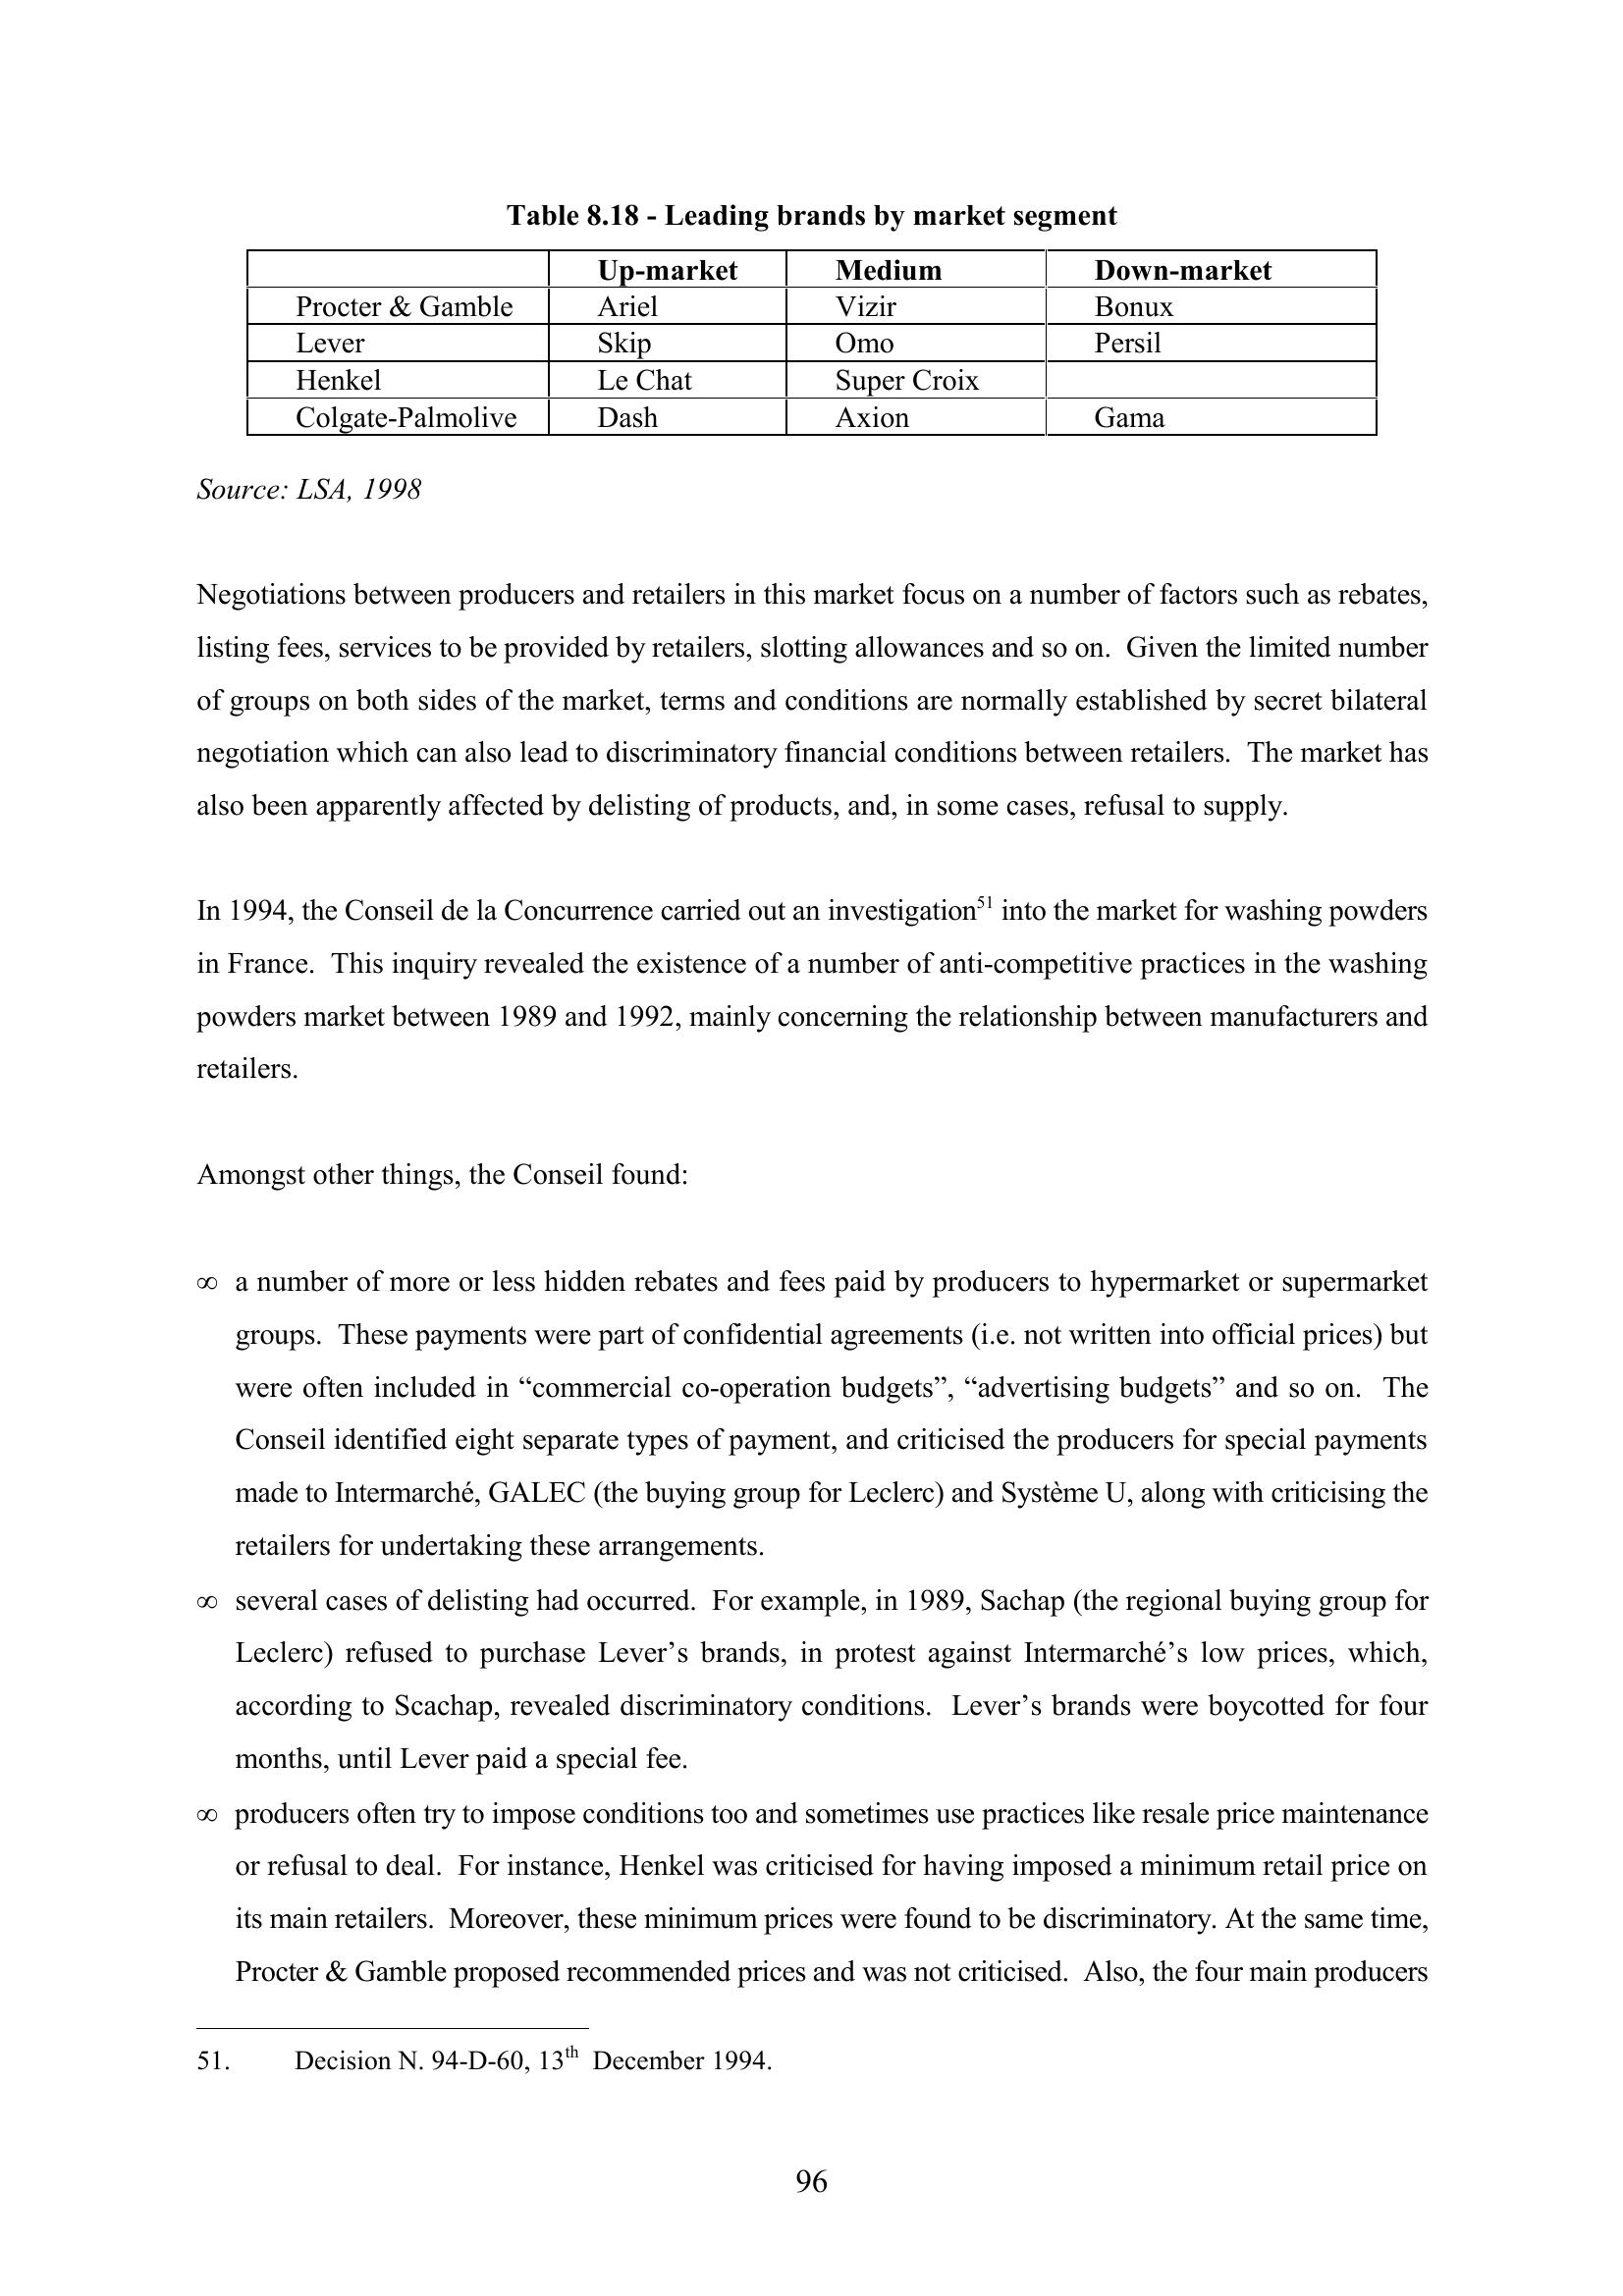 Table 8.18 - Leading brands by market segment
Up-market Medium Down-market
Procter & Gamble Ariel Vizir Bonux
Lever Skip Omo Persil
Henkel Le Chat Super Croix
Colgate-Palmolive Dash Axion Gama
Source: LSA, 1998
Negotiations between producers and retailers in this market focus on a number of factors such as rebates,
listing fees, services to be provided by retailers, slotting allowances and so on.  Given the limited number
of groups on both sides of the market, terms and conditions are normally established by secret bilateral
negotiation which can also lead to discriminatory financial conditions between retailers.  The market has
also been apparently affected by delisting of products, and, in some cases, refusal to supply.
In 1994, the Conseil de la Concurrence carried out an investigation51 into the market for washing powders
in France.  This inquiry revealed the existence of a number of anti-competitive practices in the washing
powders market between 1989 and 1992, mainly concerning the relationship between manufacturers and
retailers.
Amongst other things, the Conseil found:
∞ a number of more or less hidden rebates and fees paid by producers to hypermarket or supermarket
groups.  These payments were part of confidential agreements (i.e. not written into official prices) but
were often included in “commercial co-operation budgets”, “advertising budgets” and so on.  The
Conseil identified eight separate types of payment, and criticised the producers for special payments
made to Intermarché, GALEC (the buying group for Leclerc) and Système U, along with criticising the
retailers for undertaking these arrangements.
∞ several cases of delisting had occurred.  For example, in 1989, Sachap (the regional buying group for
Leclerc) refused to purchase Lever’s brands, in protest against Intermarché’s low prices, which,
according to Scachap, revealed discriminatory conditions.  Lever’s brands were boycotted for four
months, until Lever paid a special fee.
∞ producers often try to impose conditions too and sometimes use practices like resale price maintenance
or refusal to deal.  For instance, Henkel was criticised for having imposed a minimum retail price on
its main retailers.  Moreover, these minimum prices were found to be discriminatory. At the same time,
Procter & Gamble proposed recommended prices and was not criticised.  Also, the four main producers
51. Decision N. 94-D-60, 13th  December 1994.
96